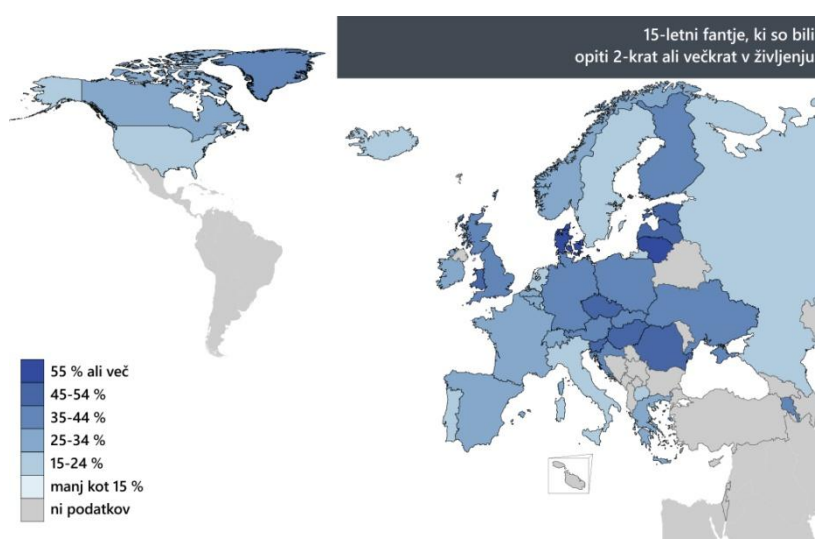 15-letni fantje, ki so bili
opiti 2-krat ali večkrat v življenju
55 % ali več
45-54 %
35-44 %
25-34 %
15-24 %
manj kot 15 %
ni podatkov